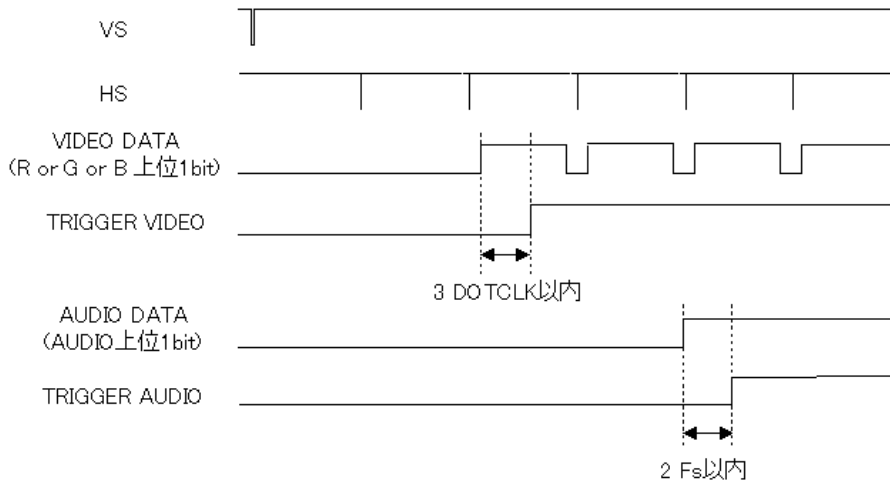 VS
HS
VIDEO DATA
(R or G or B 上位1bit)
TRIGGER VIDEO
3 DOTCLK以内
AUDIO DATA
(AUDIO上位1bit)
TRIGGER AUDIO
2 Fs以内